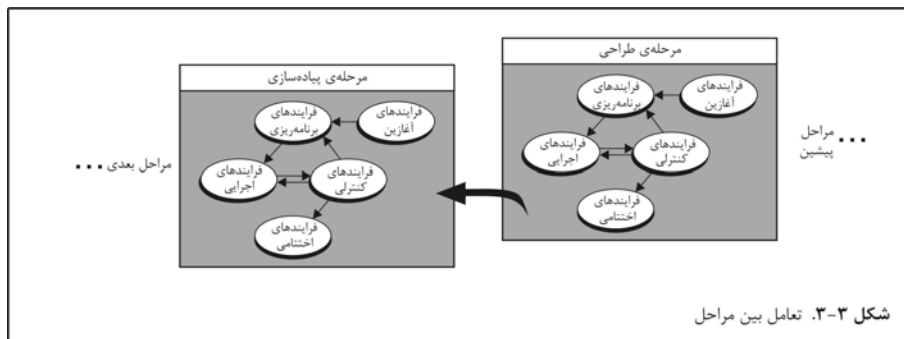 مراحل
پیشین
...
مرحله‌ی طراحی
فرایندهای
آغازین
فرایندهای
برنامه‌ریزی
فرایندهای
کنترلی
فرایندهای
اجرایی
فرایندهای
اختتامی
مرحله‌ی پیاده‌سازی
فرایندهای
آغازین
فرایندهای
برنامه‌ریزی
فرایندهای
کنترلی
فرایندهای
اجرایی
فرایندهای
اختتامی
مراحل بعدی ...
شکل ۳-۳. تعامل بین مراحل